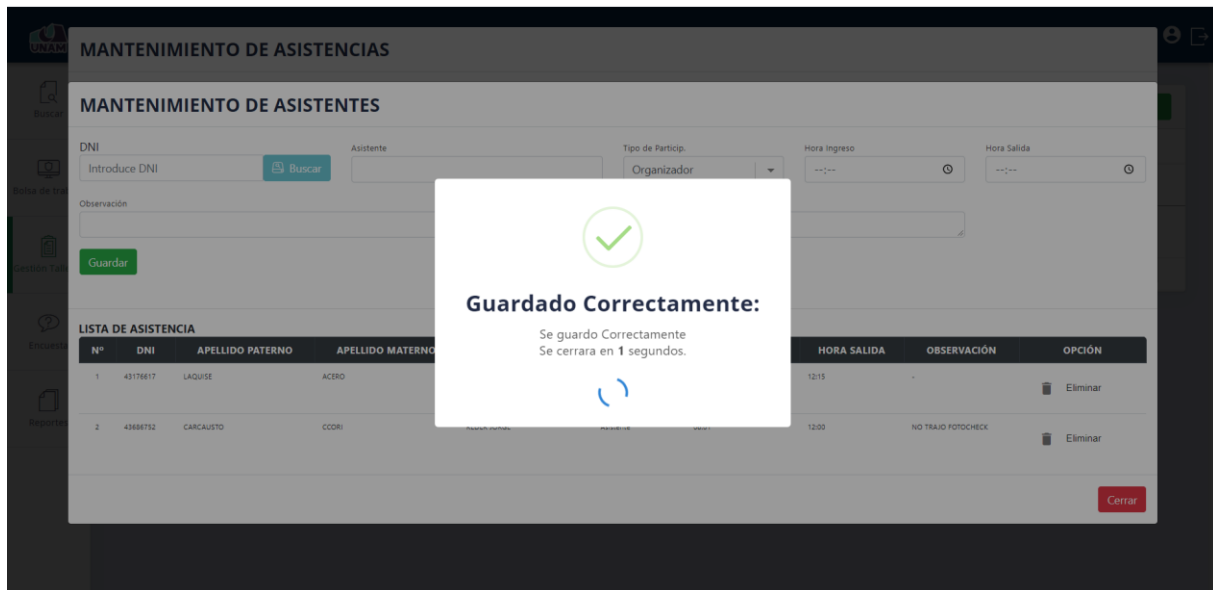 UNAM
MANTENIMIENTO DE ASISTENCIAS
Buscar
MANTENIMIENTO DE ASISTENTES
DNI
Asistente
Tipo de Particip.
Hora Ingreso
Hora Salida
Introduce DNI
Buscar
Organizador
--:--
--:--
Bolsa de
Observación
Guardar
Gestión
Guardado Correctamente:
Se guardo Correctamente
Se cerrara en 1 segundos.
Encuesta
LISTA DE ASISTENCIA
Nº DNI APELLIDO PATERNO APELLIDO MATERNO HORA SALIDA OBSERVACIÓN OPCIÓN
1 43176617 LAQUISE ACERO 12:15 - Eliminar
2 43686752 CARCAUSTO CCORI 12:00 NO TRAJO FOTOCHECK Eliminar
Reportes
Cerrar